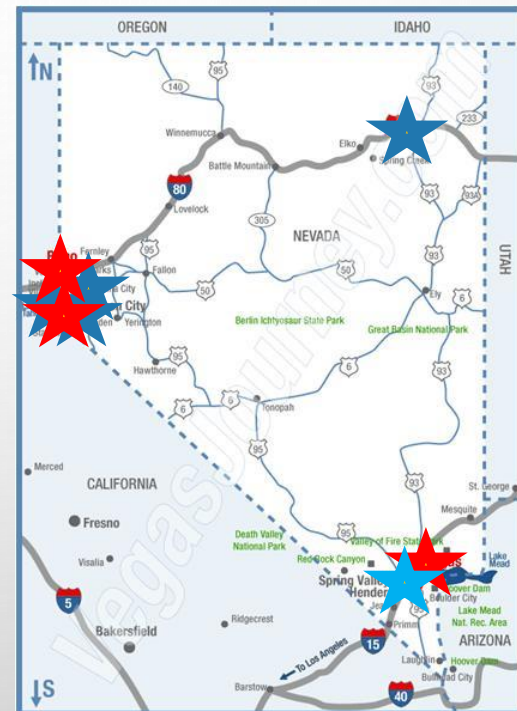 OREGON
IDAHO
N
95
93
140
233
Winnemucca
Elko
Spring Creek
Battle Mountain
80
93
93A
Lovelock
305
NEVADA
UTAH
Fernley
95
50
93
Fallon
50
50
Ely
6
Yerington
Berlin Ichtyosaur State Park
Great Basin National Park
Hawthorne
95
6
93
6
6
Tonopah
95
CALIFORNIA
Merced
93
St. George
Mesquite
Fresno
Death Valley
National Park
95
Valley of Fire State Park
Visalia
Red Rock Canyon
Lake
Mead
Spring Valley
Hoover Dam
5
Boulder City
Lake Mead
Nat. Rec. Area
Ridgecrest
Primm
95
Bakersfield
15
ARIZONA
To Los Angeles
Laughlin
Hoover Dam
Bullhead City
S
Barstow
40
VegasJourney.com